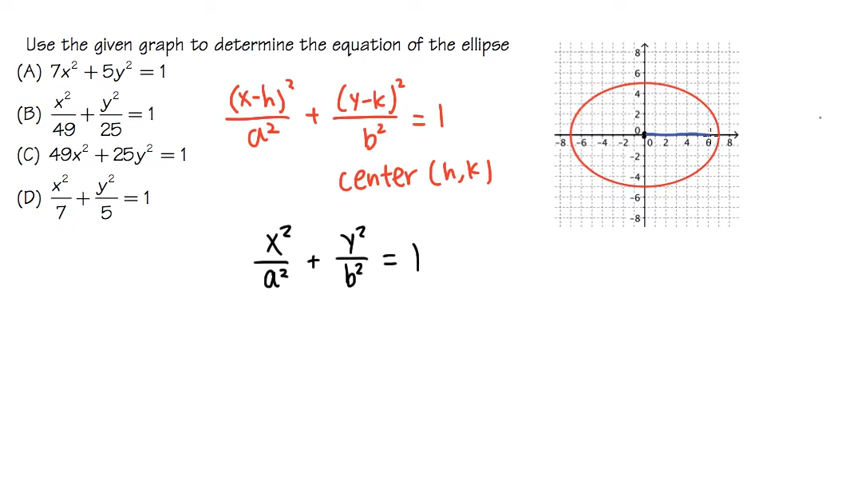 Use the given graph to determine the equation of the ellipse
(A) 7x² + 5y² = 1
(B) x²/49 + y²/25 = 1
(C) 49x² + 25y² = 1
(D) x²/7 + y²/5 = 1
(x-h)²/a² + (y-k)²/b² = 1
center (h,k)
x²/a² + y²/b² = 1
8
6
4
2
0
-8 -6 -4 -2 0 2 4 6 8
-2
-4
-6
-8